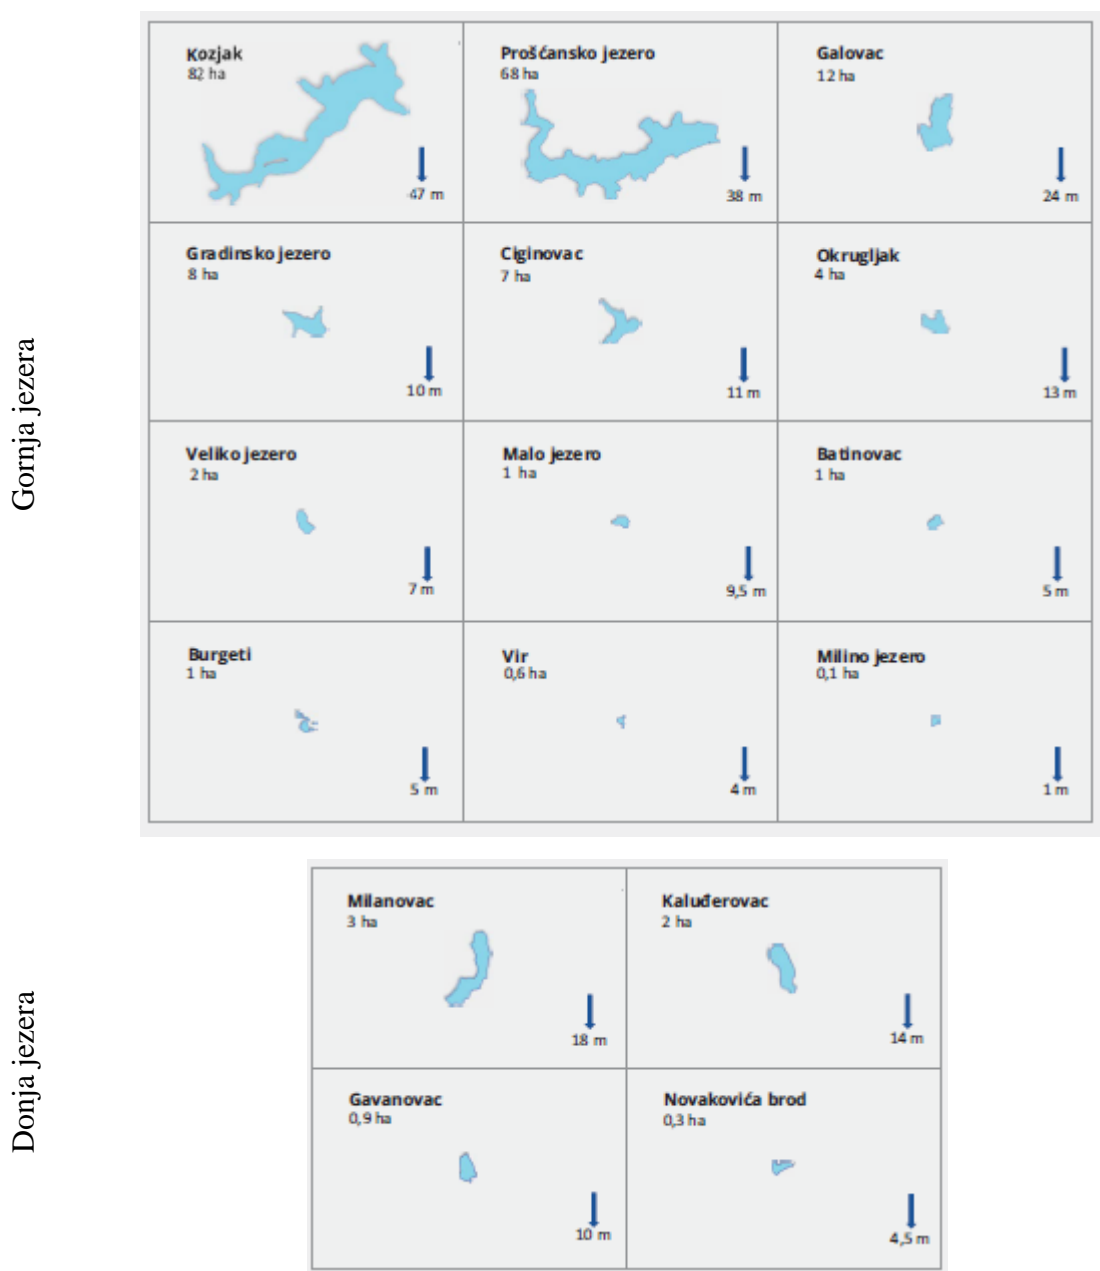 Gornja jezera
Kozjak
82 ha
47 m
Prošćansko jezero
68 ha
38 m
Galovac
12 ha
24 m
Gradinsko jezero
8 ha
10 m
Ciginovac
7 ha
11 m
Okrugljak
4 ha
13 m
Veliko jezero
2 ha
7 m
Malo jezero
1 ha
9,5 m
Batinovac
1 ha
5 m
Burgeti
1 ha
5 m
Vir
0,6 ha
4 m
Milino jezero
0,1 ha
1 m
Donja jezera
Milanovac
3 ha
18 m
Kaluđerovac
2 ha
14 m
Gavanovac
0,9 ha
10 m
Novakovića brod
0,3 ha
4,5 m